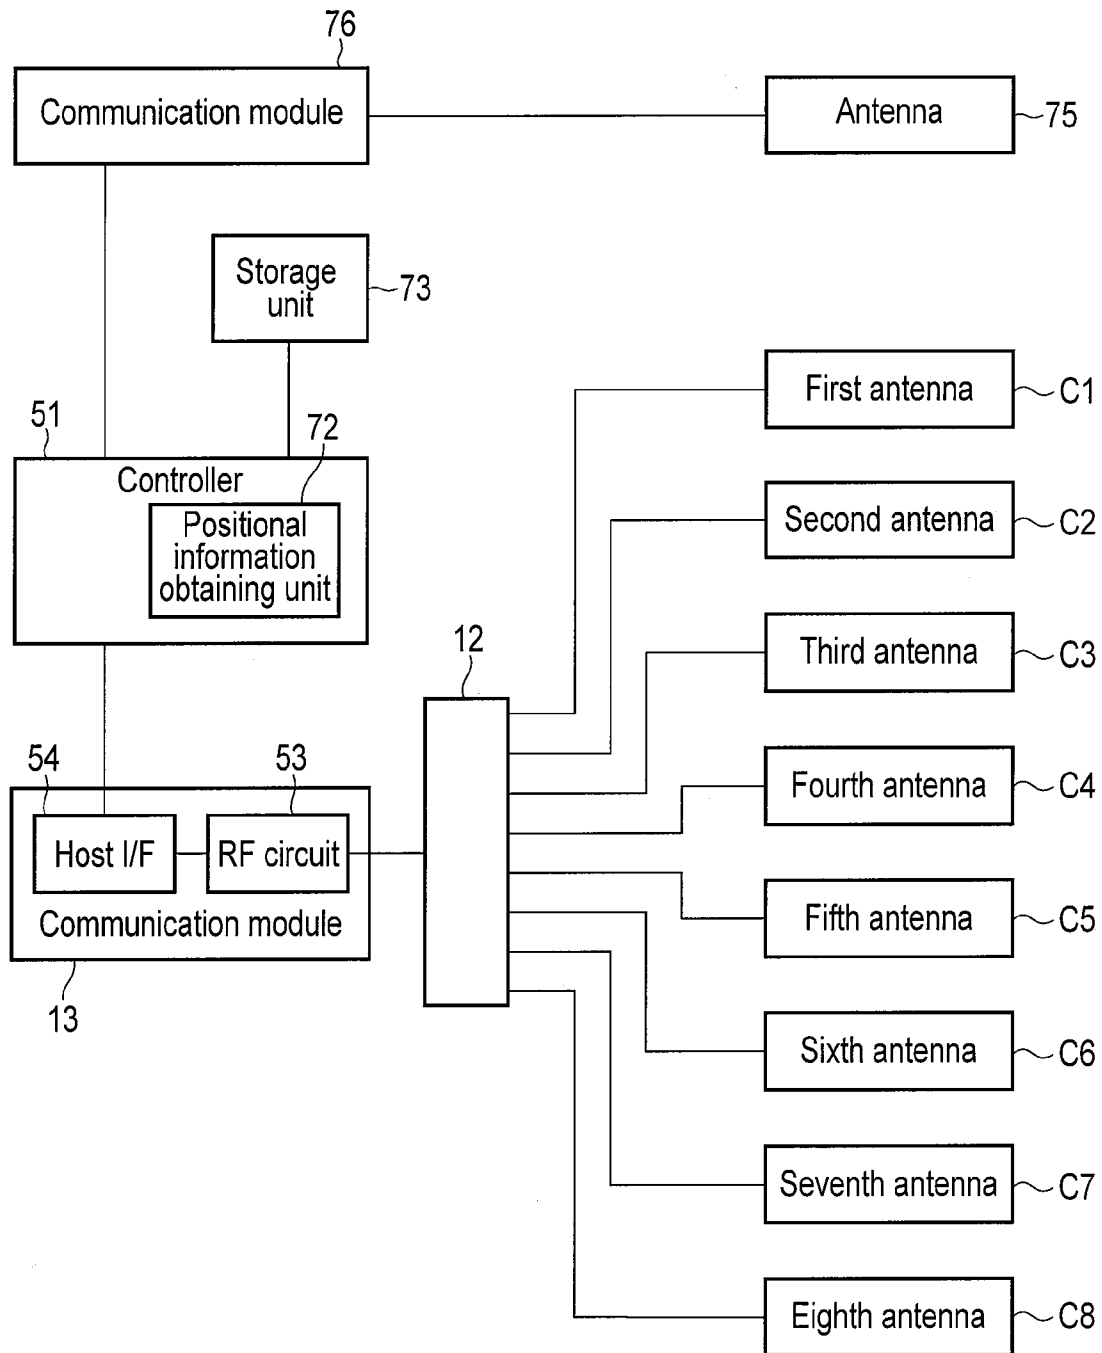 76
Communication module
Antenna
75
Storage
unit
73
First antenna
C1
51
72
Controller
Positional
information
obtaining unit
Second antenna
C2
Third antenna
C3
12
54
53
Fourth antenna
C4
Host I/F
RF circuit
Communication module
13
Fifth antenna
C5
Sixth antenna
C6
Seventh antenna
C7
Eighth antenna
C8